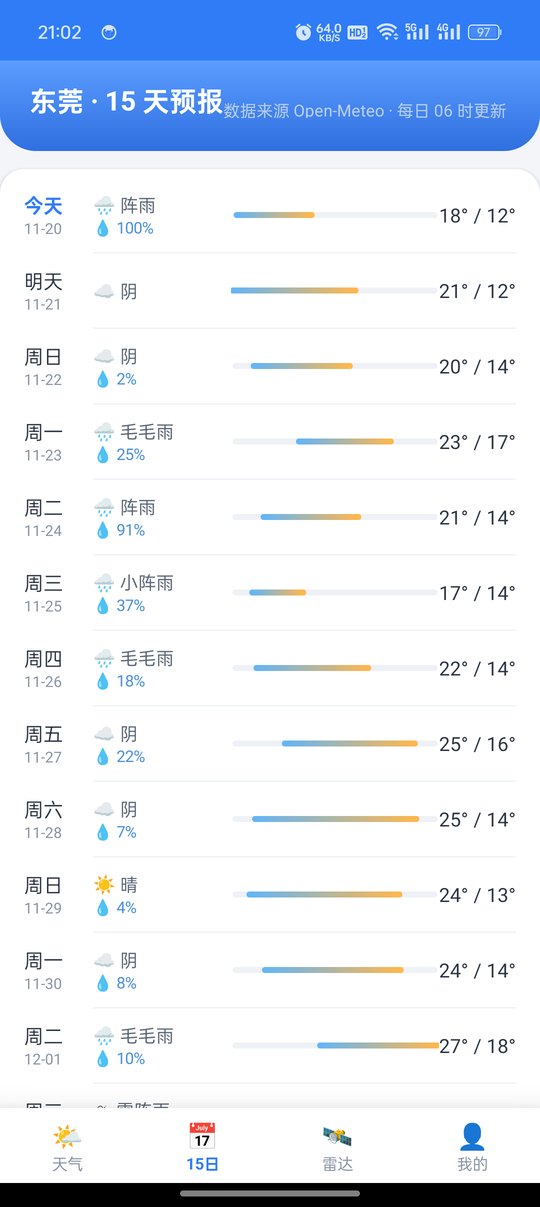 21:02 64.0 KB/S HD 5G 4G 97
东莞 · 15 天预报 数据来源 Open-Meteo · 每日 06 时更新
今天 阵雨 18° / 12°
11-20 100%
明天 阴 21° / 12°
11-21
周日 阴 20° / 14°
11-22 2%
周一 毛毛雨 23° / 17°
11-23 25%
周二 阵雨 21° / 14°
11-24 91%
周三 小阵雨 17° / 14°
11-25 37%
周四 毛毛雨 22° / 14°
11-26 18%
周五 阴 25° / 16°
11-27 22%
周六 阴 25° / 14°
11-28 7%
周日 晴 24° / 13°
11-29 4%
周一 阴 24° / 14°
11-30 8%
周二 毛毛雨 27° / 18°
12-01 10%
July
17
天气 15日 雷达 我的